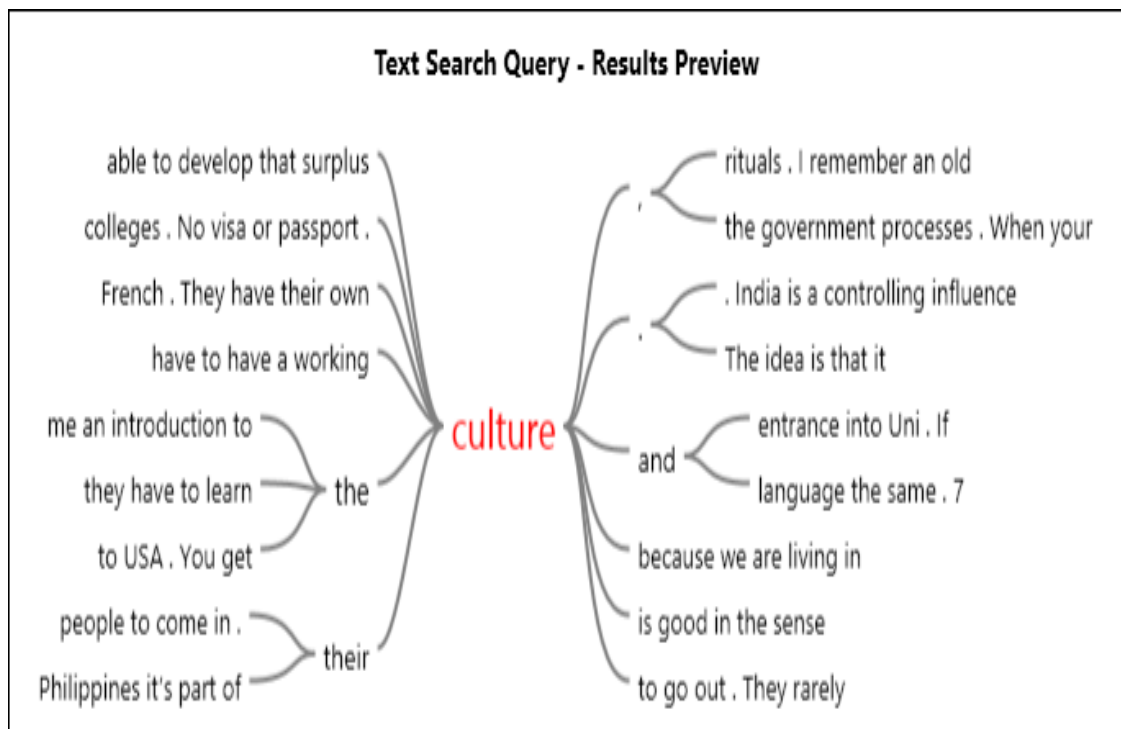 Text Search Query - Results Preview
able to develop that surplus
colleges . No visa or passport .
French . They have their own
have to have a working
me an introduction to
they have to learn
to USA . You get
the
people to come in .
Philippines it's part of
their
culture
,
rituals . I remember an old
the government processes . When your
.
. India is a controlling influence
The idea is that it
and
entrance into Uni . If
language the same . 7
because we are living in
is good in the sense
to go out . They rarely